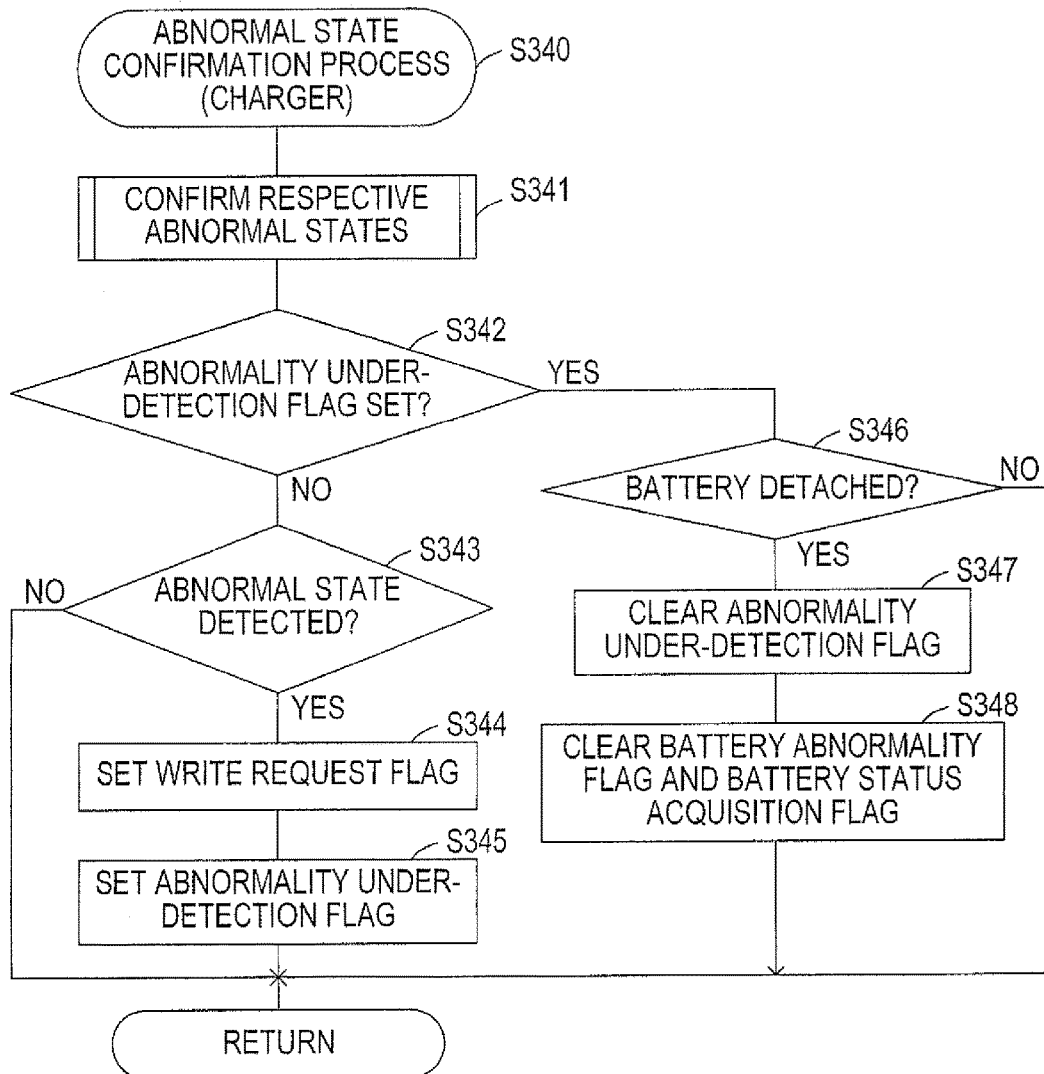 ABNORMAL STATE
CONFIRMATION PROCESS
(CHARGER)
S340
CONFIRM RESPECTIVE
ABNORMAL STATES
S341
S342
ABNORMALITY UNDER-
DETECTION FLAG SET?
YES
NO
S346
BATTERY DETACHED?
NO
YES
S343
NO
ABNORMAL STATE
DETECTED?
YES
S347
CLEAR ABNORMALITY
UNDER-DETECTION FLAG
S344
SET WRITE REQUEST FLAG
S348
CLEAR BATTERY ABNORMALITY
FLAG AND BATTERY STATUS
ACQUISITION FLAG
S345
SET ABNORMALITY UNDER-
DETECTION FLAG
RETURN